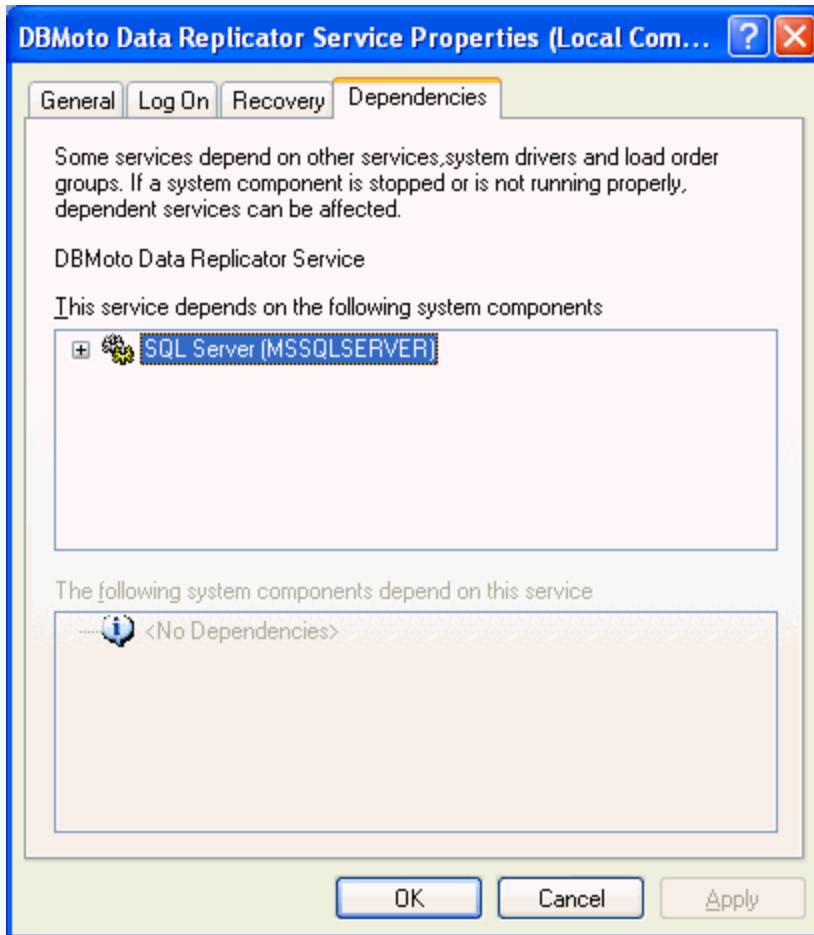 DBMoto Data Replicator Service Properties (Local Com...
General Log On Recovery Dependencies
Some services depend on other services,system drivers and load order
groups. If a system component is stopped or is not running properly,
dependent services can be affected.
DBMoto Data Replicator Service
This service depends on the following system components
SQL Server (MSSQLSERVER)
The following system components depend on this service
<No Dependencies>
OK Cancel Apply